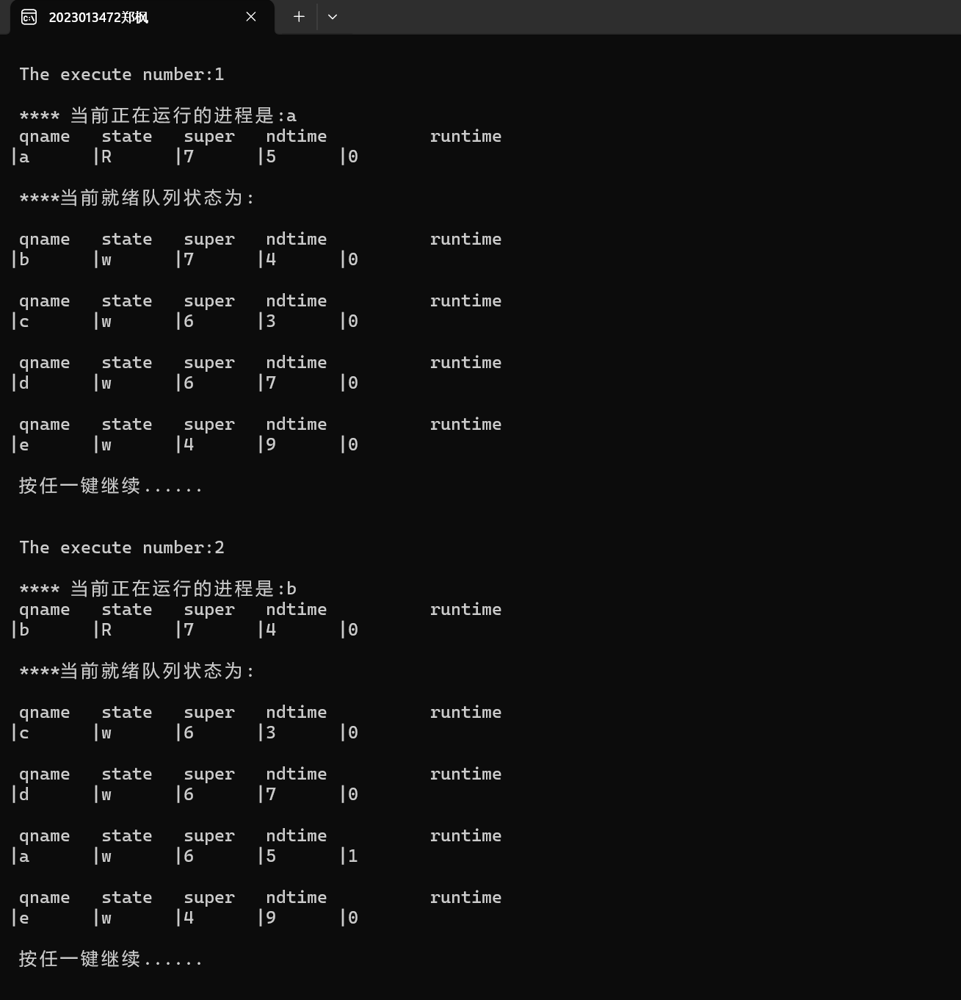 2023013472郑枫
The execute number:1
**** 当前正在运行的进程是:a
qname state super ndtime runtime
|a |R |7 |5 |0
****当前就绪队列状态为:
qname state super ndtime runtime
|b |w |7 |4 |0
qname state super ndtime runtime
|c |w |6 |3 |0
qname state super ndtime runtime
|d |w |6 |7 |0
qname state super ndtime runtime
|e |w |4 |9 |0
按任一键继续......
The execute number:2
**** 当前正在运行的进程是:b
qname state super ndtime runtime
|b |R |7 |4 |0
****当前就绪队列状态为:
qname state super ndtime runtime
|c |w |6 |3 |0
qname state super ndtime runtime
|d |w |6 |7 |0
qname state super ndtime runtime
|a |w |6 |5 |1
qname state super ndtime runtime
|e |w |4 |9 |0
按任一键继续......